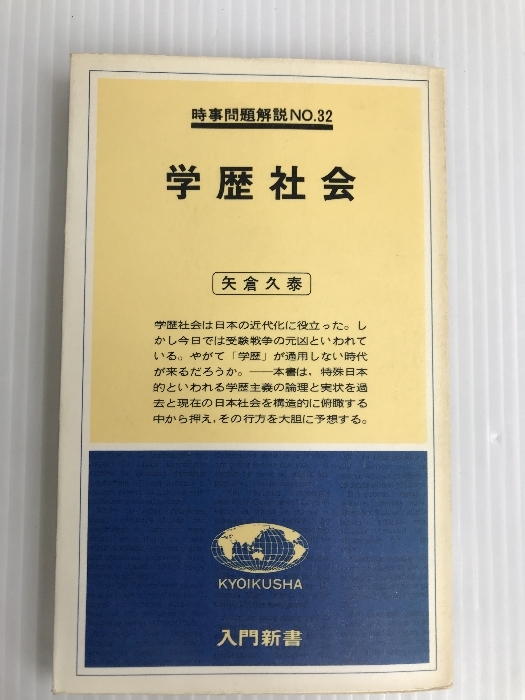 時事問題解説NO.32
学歴社会
矢倉久泰
学歴社会は日本の近代化に役立った。し
かし今日では受験戦争の元凶といわれて
いる。やがて「学歴」が通用しない時代
が来るだろうか。――本書は，特殊日本
的といわれる学歴主義の論理と実状を過
去と現在の日本社会を構造的に俯瞰する
中から押え，その行方を大胆に予想する。
KYOIKUSHA
入門新書